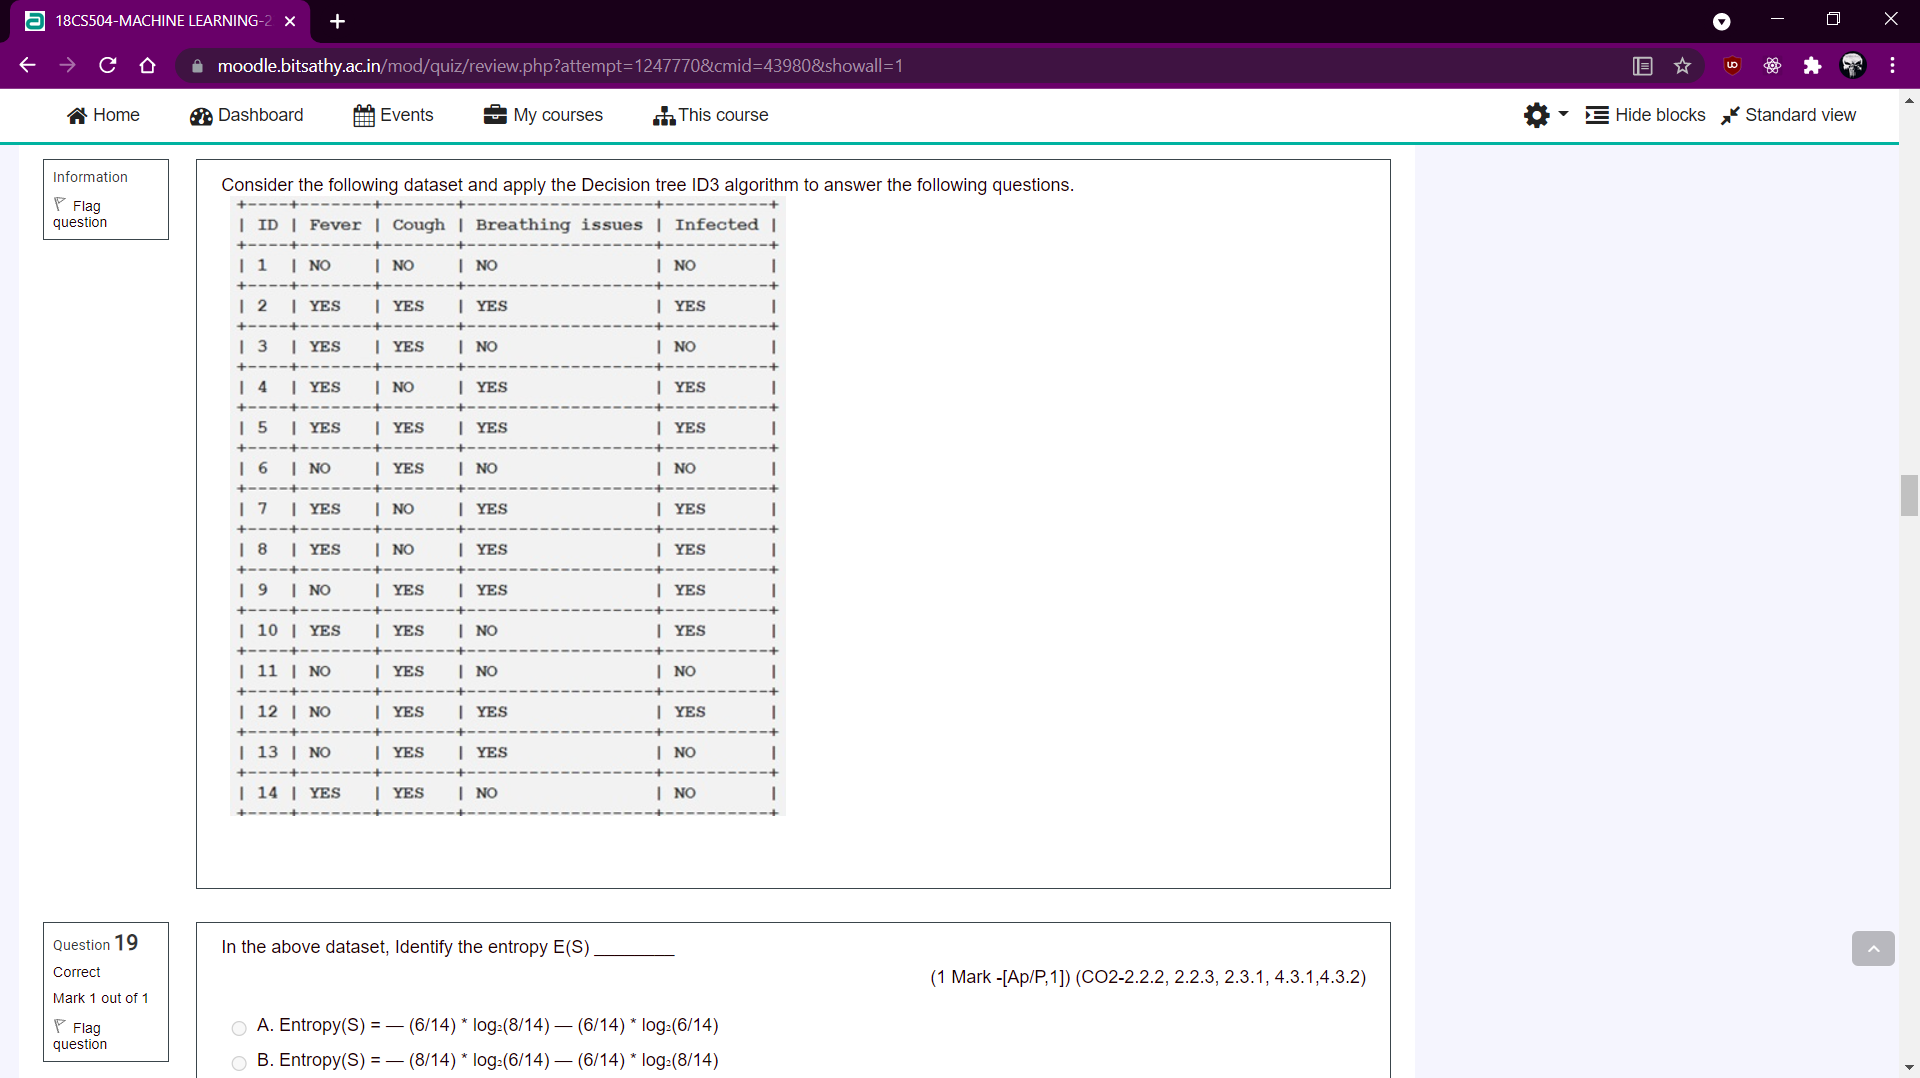 18CS504-MACHINE LEARNING-2
moodle.bitsathy.ac.in/mod/quiz/review.php?attempt=1247770&cmid=43980&showall=1
Home Dashboard Events My courses This course Hide blocks Standard view
Information
Flag question
Consider the following dataset and apply the Decision tree ID3 algorithm to answer the following questions.
+----+-------+-------+------------------+----------+
| ID | Fever | Cough | Breathing issues | Infected |
+----+-------+-------+------------------+----------+
| 1 | NO | NO | NO | NO |
+----+-------+-------+------------------+----------+
| 2 | YES | YES | YES | YES |
+----+-------+-------+------------------+----------+
| 3 | YES | YES | NO | NO |
+----+-------+-------+------------------+----------+
| 4 | YES | NO | YES | YES |
+----+-------+-------+------------------+----------+
| 5 | YES | YES | YES | YES |
+----+-------+-------+------------------+----------+
| 6 | NO | YES | NO | NO |
+----+-------+-------+------------------+----------+
| 7 | YES | NO | YES | YES |
+----+-------+-------+------------------+----------+
| 8 | YES | NO | YES | YES |
+----+-------+-------+------------------+----------+
| 9 | NO | YES | YES | YES |
+----+-------+-------+------------------+----------+
| 10 | YES | YES | NO | YES |
+----+-------+-------+------------------+----------+
| 11 | NO | YES | NO | NO |
+----+-------+-------+------------------+----------+
| 12 | NO | YES | YES | YES |
+----+-------+-------+------------------+----------+
| 13 | NO | YES | YES | NO |
+----+-------+-------+------------------+----------+
| 14 | YES | YES | NO | NO |
+----+-------+-------+------------------+----------+
Question 19
Correct
Mark 1 out of 1
Flag question
In the above dataset, Identify the entropy E(S) ________
(1 Mark -[Ap/P,1]) (CO2-2.2.2, 2.2.3, 2.3.1, 4.3.1,4.3.2)
A. Entropy(S) = — (6/14) * log₂(8/14) — (6/14) * log₂(6/14)
B. Entropy(S) = — (8/14) * log₂(6/14) — (6/14) * log₂(8/14)